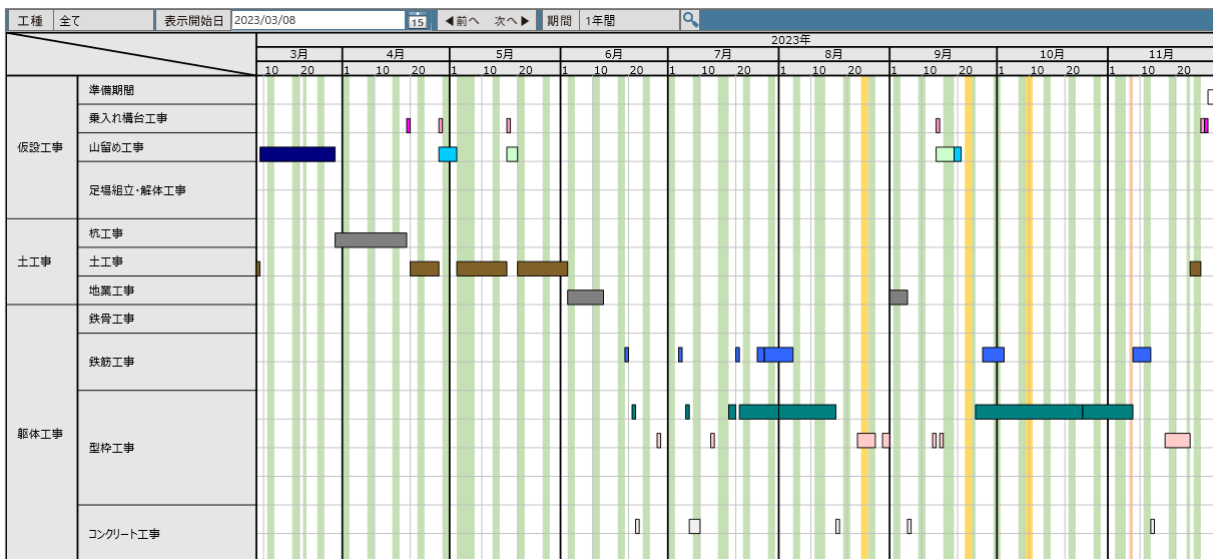 工種 全て 表示開始日 2023/03/08 15 ◀前へ 次へ▶ 期間 1年間
2023年
3月 4月 5月 6月 7月 8月 9月 10月 11月
10 20 1 10 20 1 10 20 1 10 20 1 10 20 1 10 20 1 10 20 1 10 20 1 10 20
仮設工事
準備期間
乗入れ構台工事
山留め工事
足場組立・解体工事
土工事
杭工事
土工事
地業工事
躯体工事
鉄骨工事
鉄筋工事
型枠工事
コンクリート工事